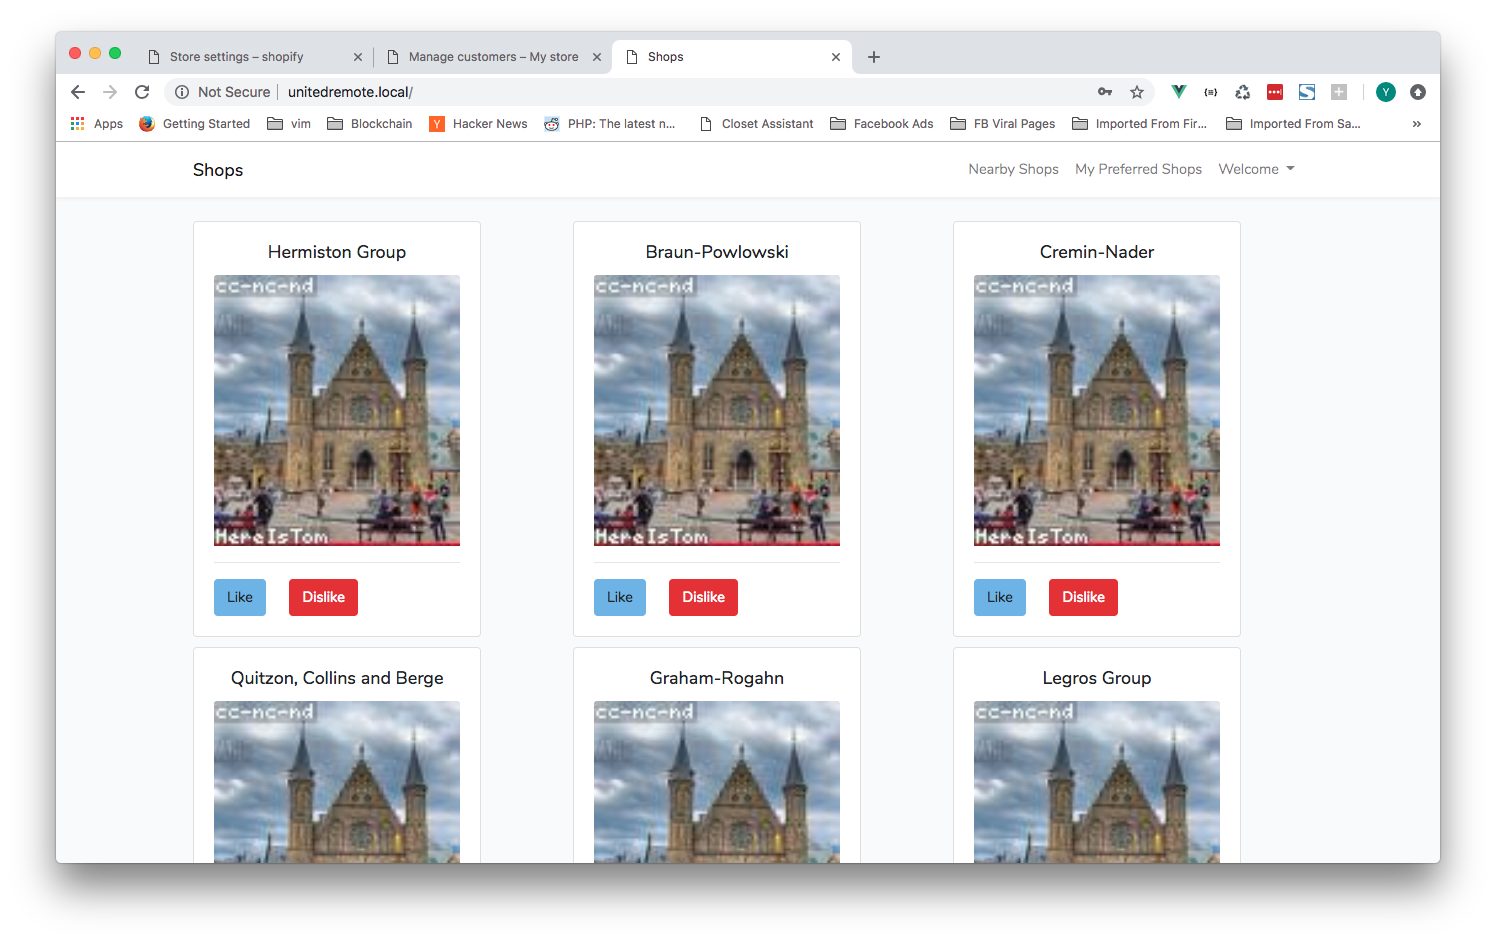 Store settings – shopify
Manage customers – My store
Shops
Not Secure
unitedremote.local/
Apps
Getting Started
vim
Blockchain
Y
Hacker News
PHP: The latest n...
Closet Assistant
Facebook Ads
FB Viral Pages
Imported From Fir...
Imported From Sa...
»
Y
Shops
Nearby Shops
My Preferred Shops
Welcome
Hermiston Group
cc-nc-nd
HereIsTom
Like
Dislike
Braun-Powlowski
cc-nc-nd
HereIsTom
Like
Dislike
Cremin-Nader
cc-nc-nd
HereIsTom
Like
Dislike
Quitzon, Collins and Berge
cc-nc-nd
Graham-Rogahn
cc-nc-nd
Legros Group
cc-nc-nd